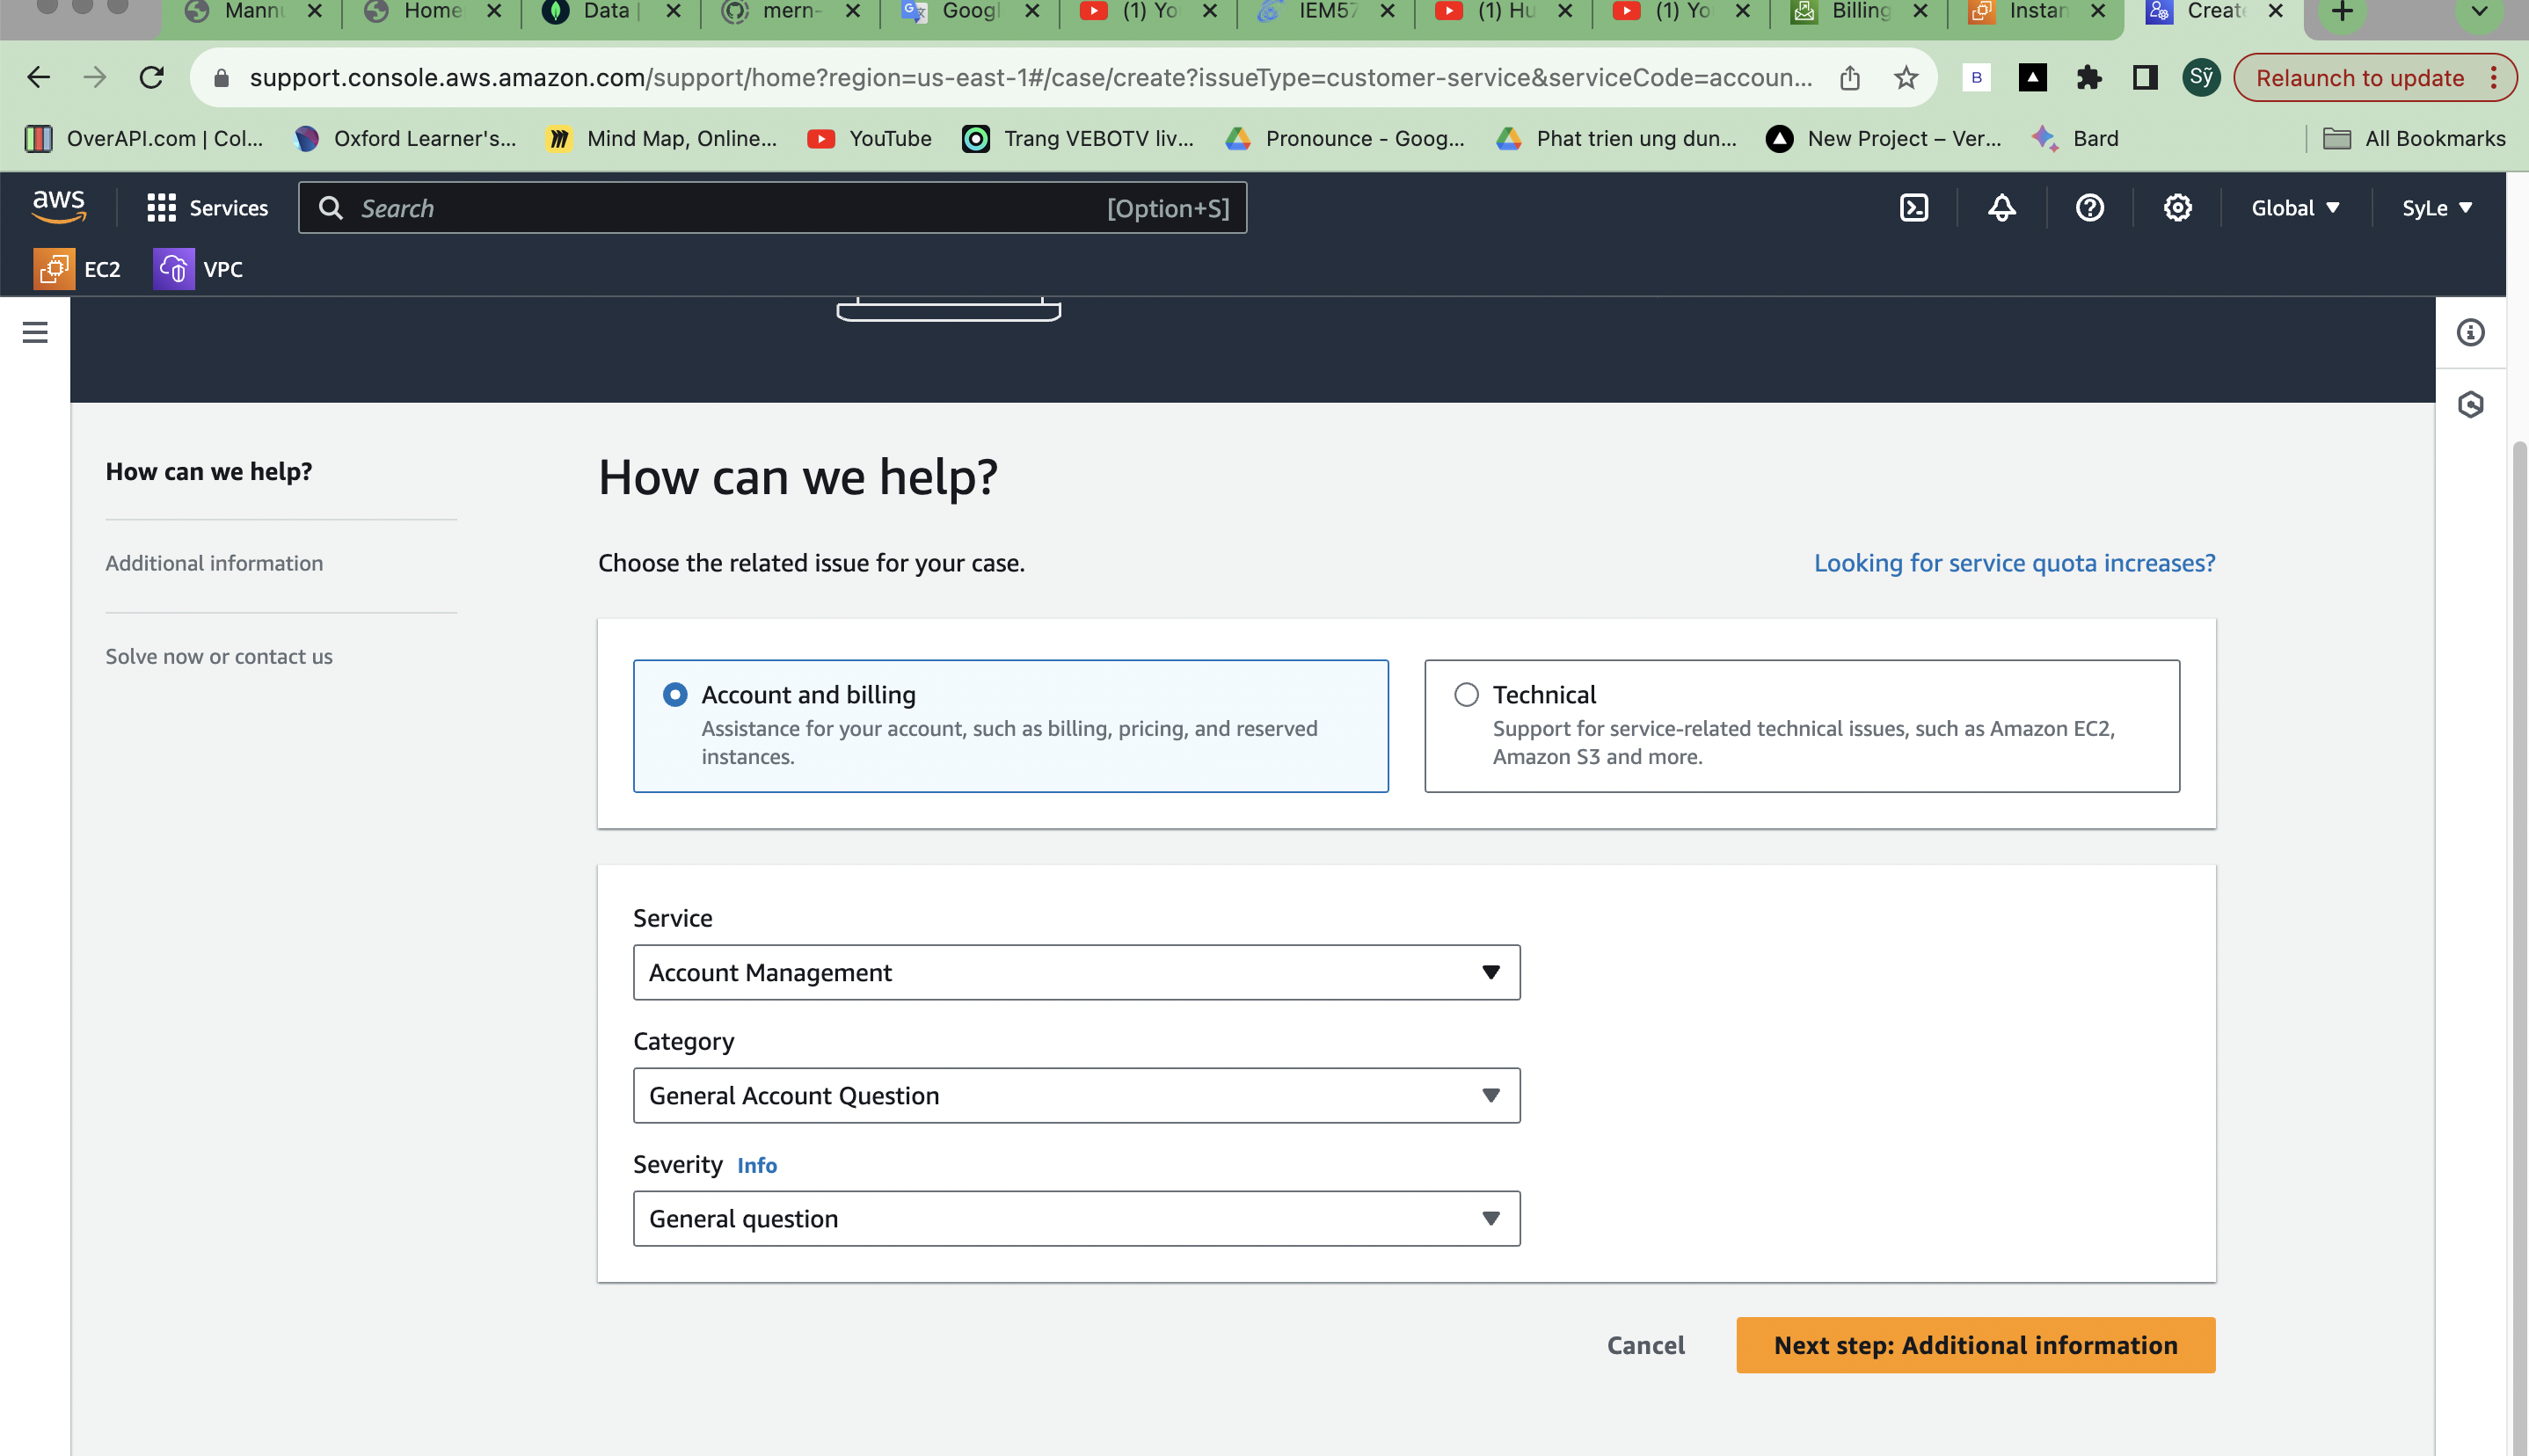 Mannu
Home
Data |
mern-
Googl
(1) Yo
IEM57
(1) Hu
(1) Yo
Billing
Instan
Create
support.console.aws.amazon.com/support/home?region=us-east-1#/case/create?issueType=customer-service&serviceCode=accoun...
B
Sỹ
Relaunch to update
OverAPI.com | Col...
Oxford Learner's...
Mind Map, Online...
YouTube
Trang VEBOTV liv...
Pronounce - Goog...
Phat trien ung dun...
New Project – Ver...
Bard
All Bookmarks
aws
Services
Search
[Option+S]
Global
SyLe
EC2
VPC
How can we help?
Additional information
Solve now or contact us
How can we help?
Choose the related issue for your case.
Looking for service quota increases?
Account and billing
Assistance for your account, such as billing, pricing, and reserved
instances.
Technical
Support for service-related technical issues, such as Amazon EC2,
Amazon S3 and more.
Service
Account Management
Category
General Account Question
Severity Info
General question
Cancel
Next step: Additional information